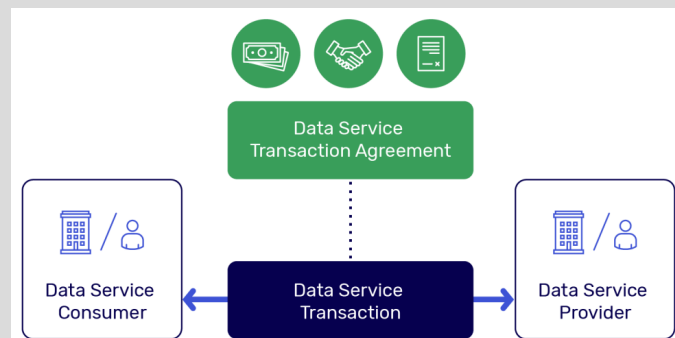 Data Service
Transaction Agreement
Data Service
Consumer
Data Service
Transaction
Data Service
Provider